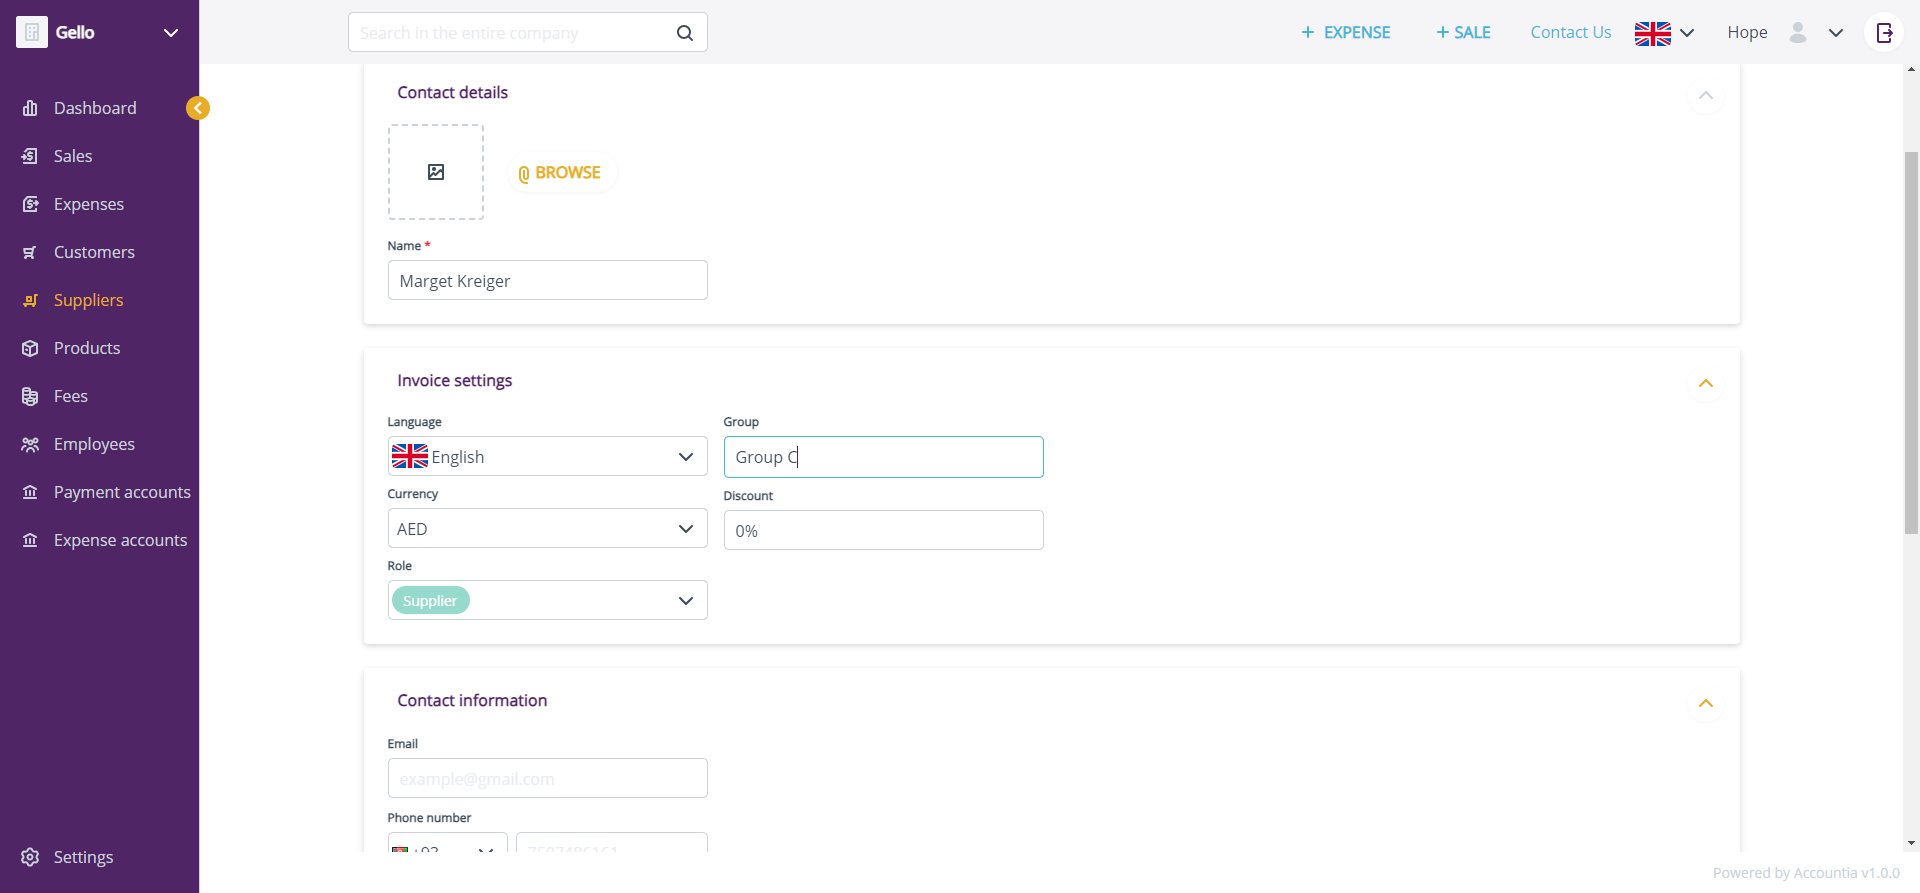 Gello
Search in the entire company
+ EXPENSE
+ SALE
Contact Us
Hope
Dashboard
Sales
Expenses
Customers
Suppliers
Products
Fees
Employees
Payment accounts
Expense accounts
Settings
Contact details
BROWSE
Name *
Marget Kreiger
Invoice settings
Language
Group
English
Group C
Currency
Discount
AED
0%
Role
Supplier
Contact information
Email
example@gmail.com
Phone number
+93
7507486161
Powered by Accountia v1.0.0